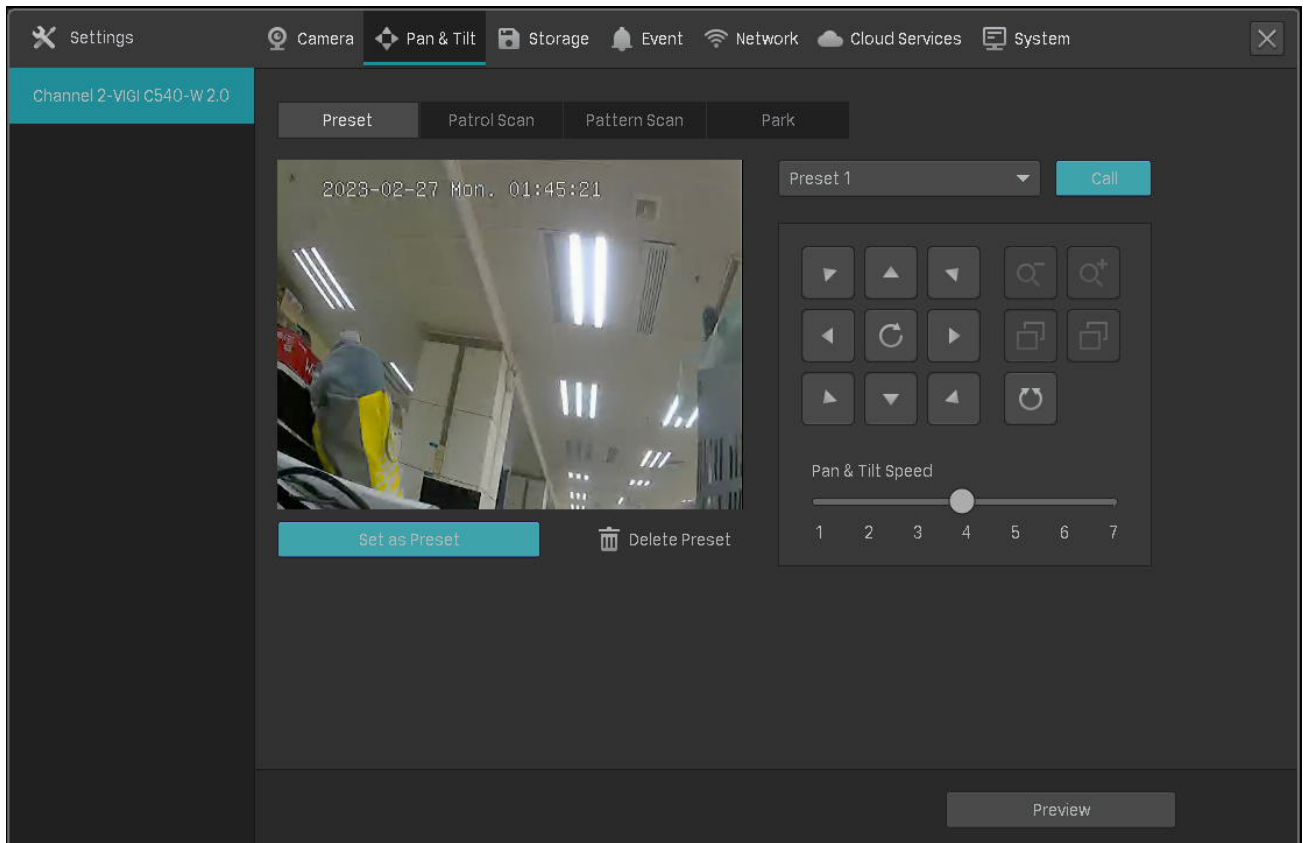 Settings
Camera
Pan & Tilt
Storage
Event
Network
Cloud Services
System
Channel 2-VIGI C540-W 2.0
Preset
Patrol Scan
Pattern Scan
Park
2023-02-27 Mon. 01:45:21
Preset 1
Call
Pan & Tilt Speed
1 2 3 4 5 6 7
Set as Preset
Delete Preset
Preview